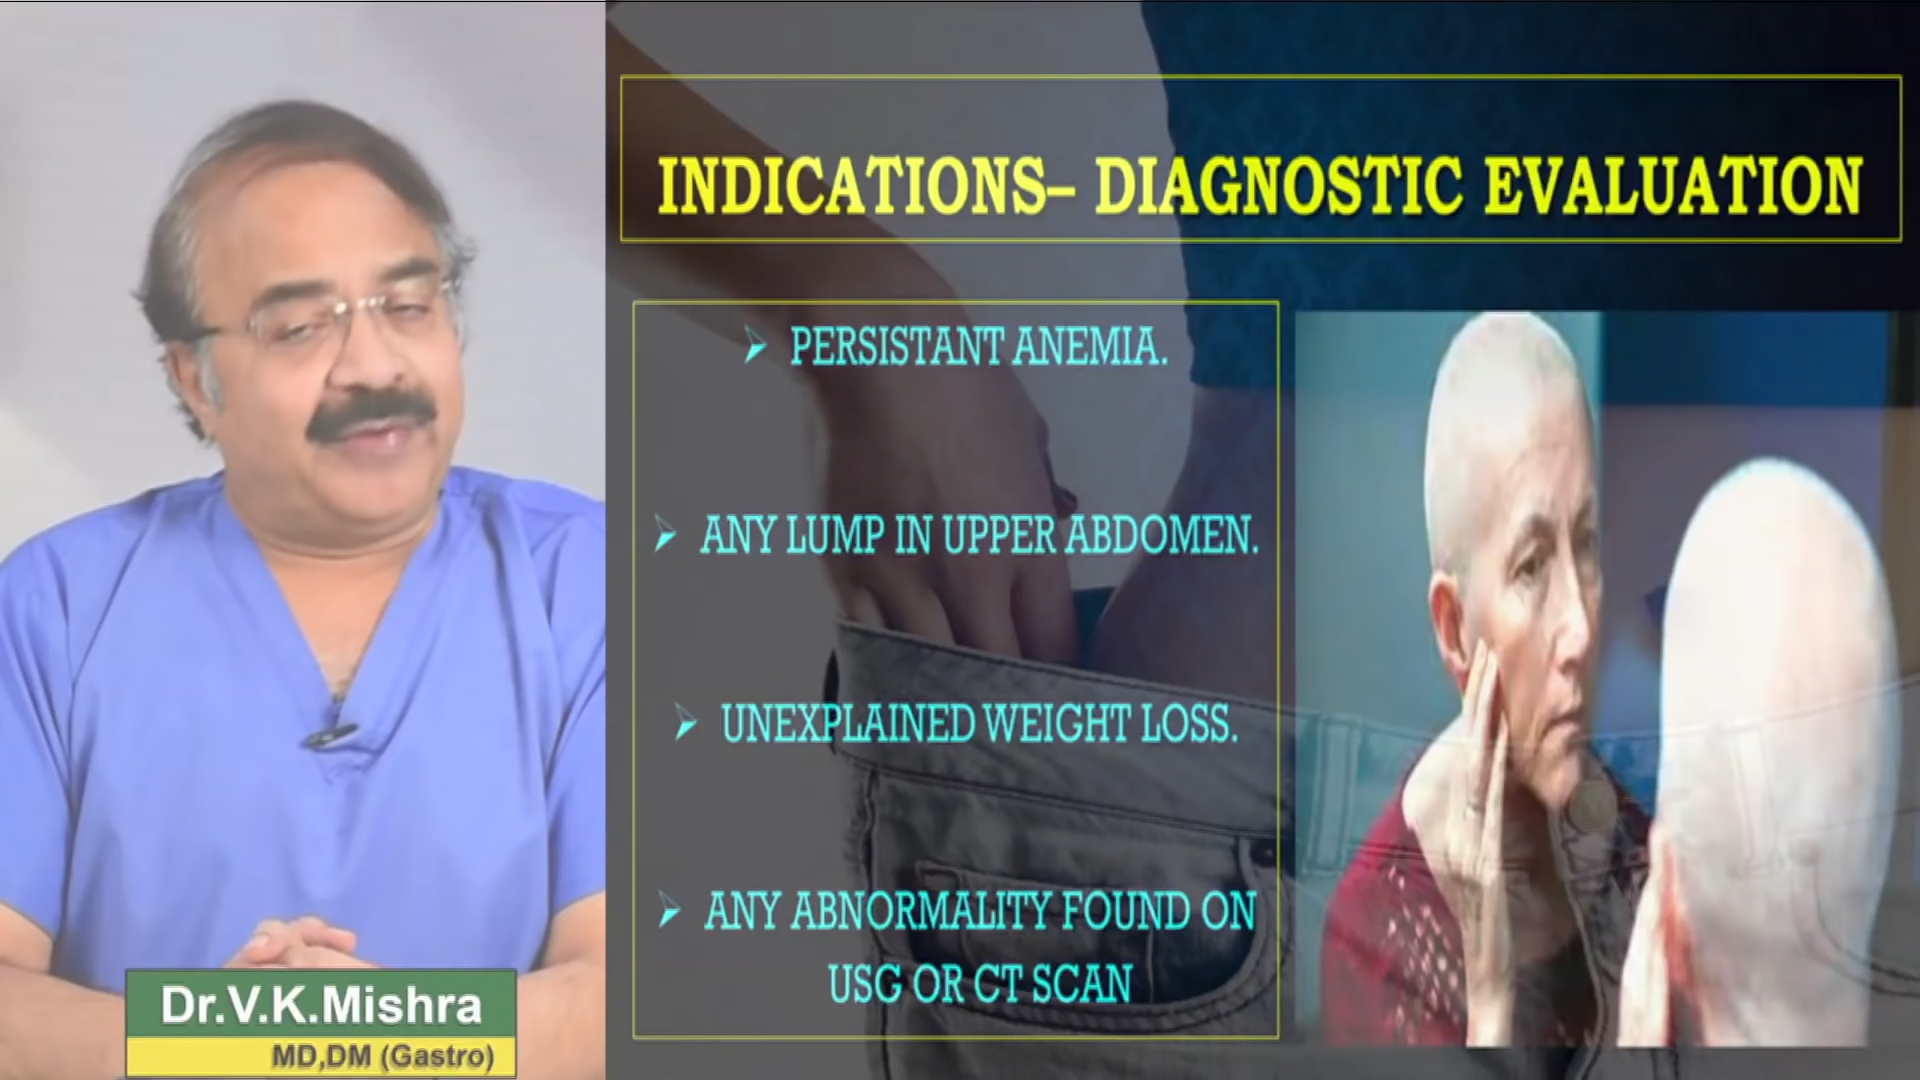 INDICATIONS– DIAGNOSTIC EVALUATION
➢ PERSISTANT ANEMIA.
➢ ANY LUMP IN UPPER ABDOMEN.
➢ UNEXPLAINED WEIGHT LOSS.
➢ ANY ABNORMALITY FOUND ON
USG OR CT SCAN
Dr.V.K.Mishra
MD,DM (Gastro)